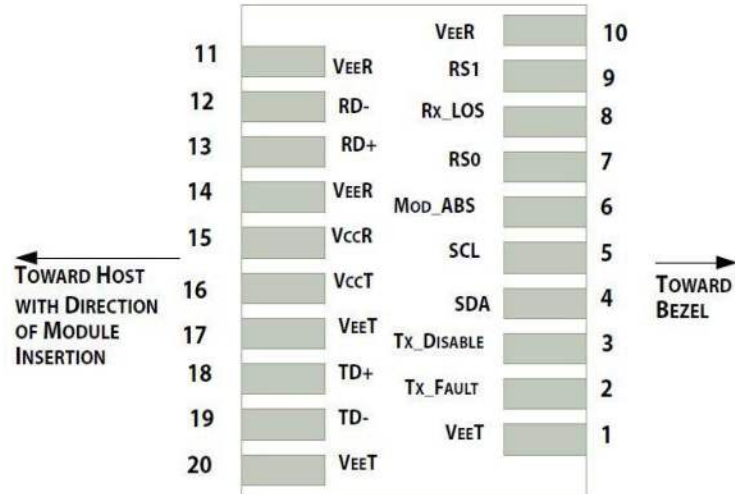 11 VEER
12 RD-
13 RD+
14 VEER
15 VCCR
16 VCCT
17 VEET
18 TD+
19 TD-
20 VEET
VEER 10
RS1 9
RX_LOS 8
RS0 7
MOD_ABS 6
SCL 5
SDA 4
TX_DISABLE 3
TX_FAULT 2
VEET 1
TOWARD HOST
WITH DIRECTION
OF MODULE
INSERTION
TOWARD
BEZEL